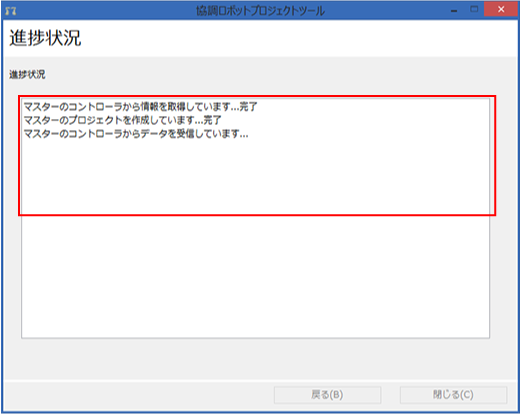 協調ロボットプロジェクトツール
進捗状況
進捗状況
マスターのコントローラから情報を取得しています...完了
マスターのプロジェクトを作成しています...完了
マスターのコントローラからデータを受信しています...
戻る(B)
閉じる(C)